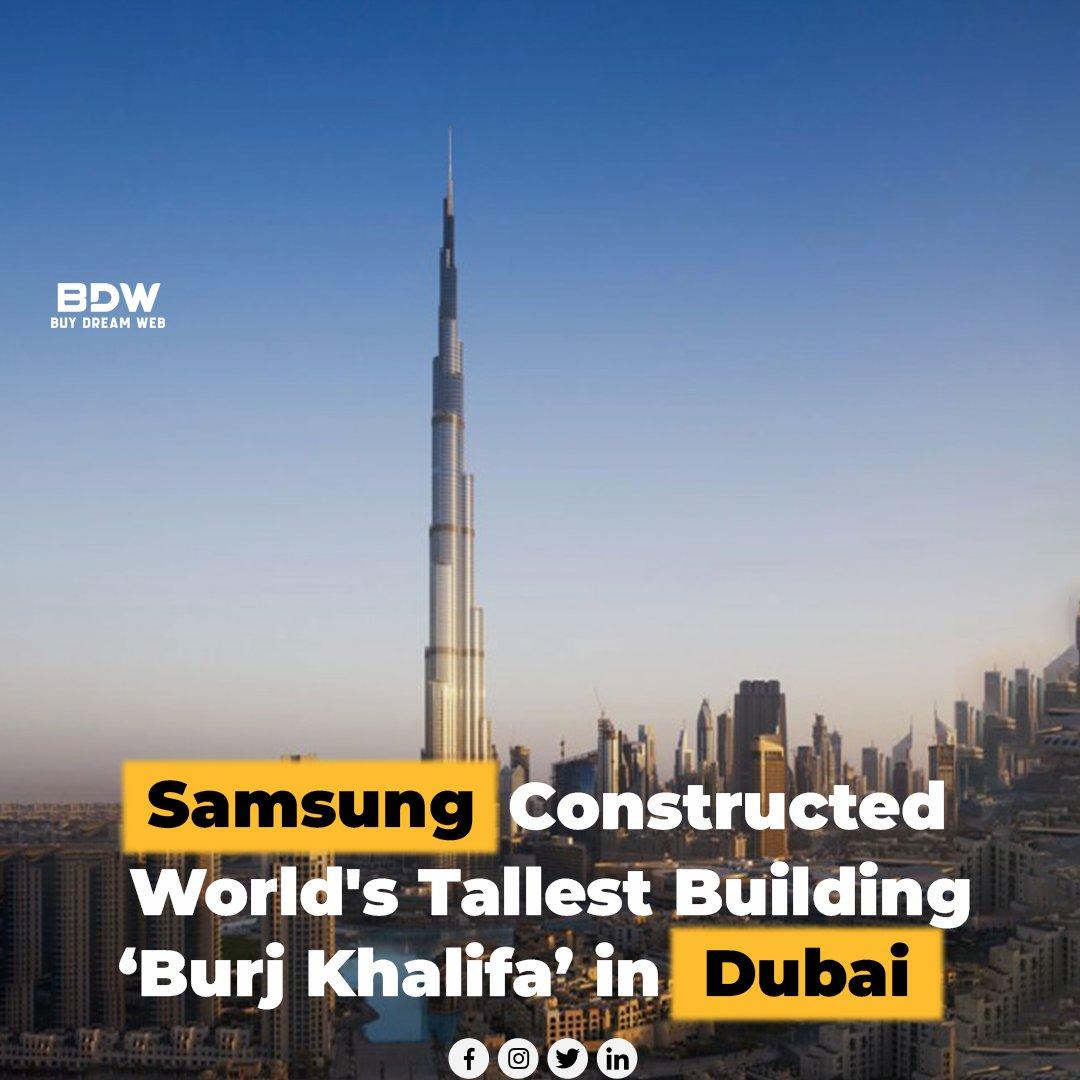 BDW
BUY DREAM WEB
Samsung Constructed
World's Tallest Building
‘Burj Khalifa’ in Dubai